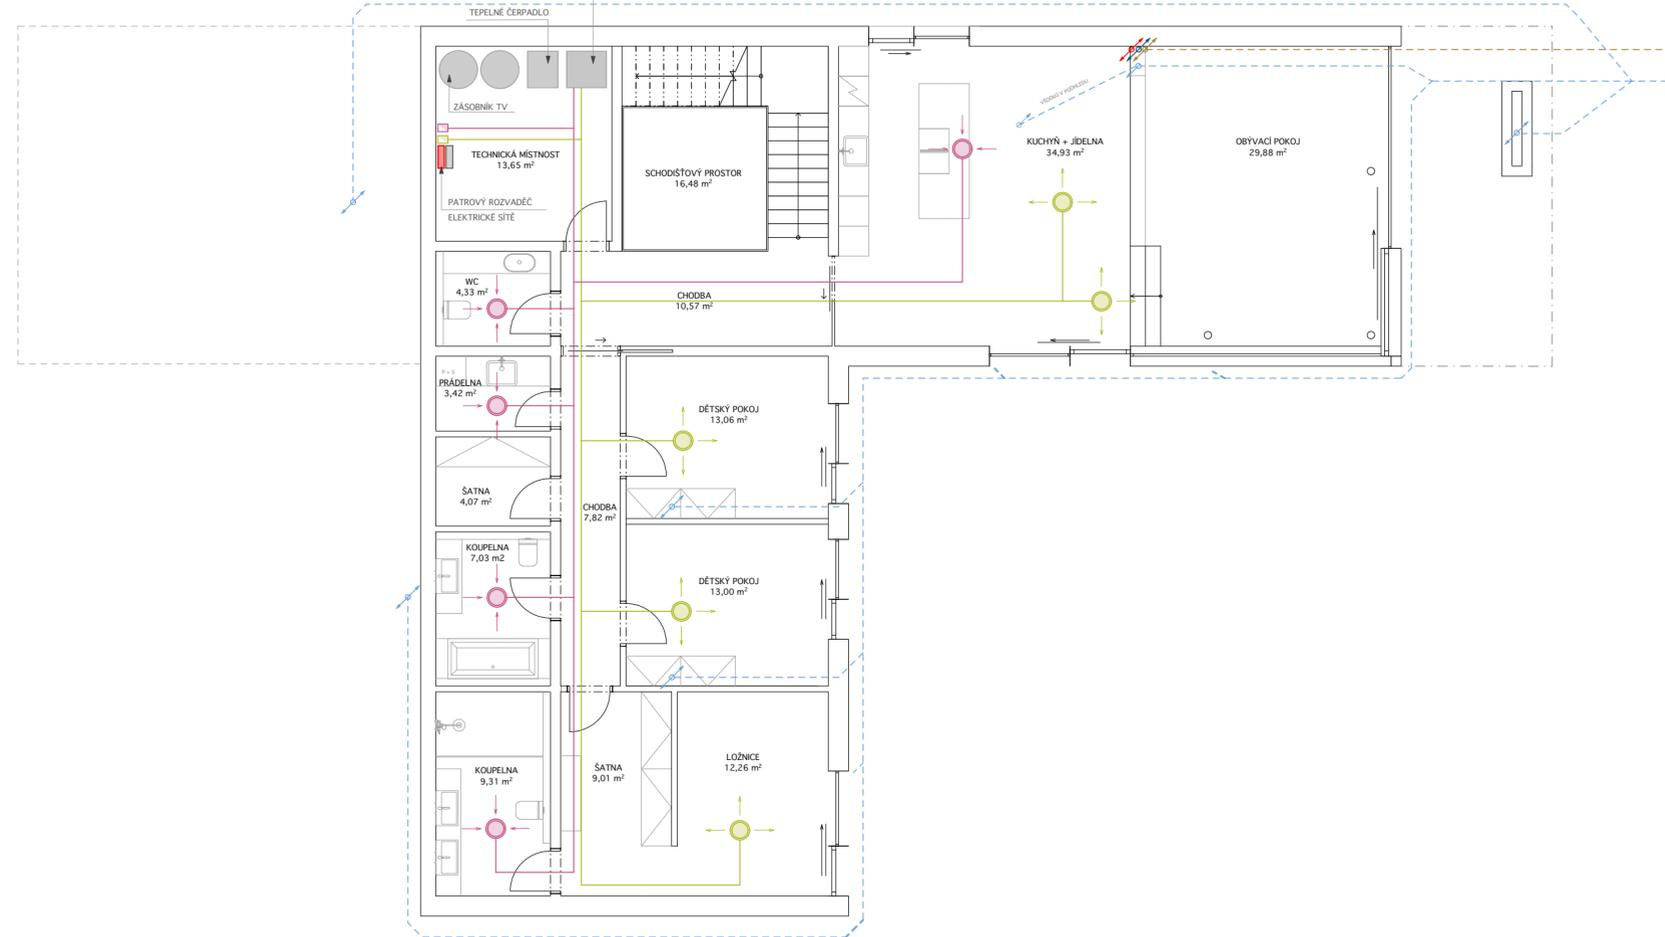 TEPELNÉ ČERPADLO
ZÁSOBNÍK TV
TECHNICKÁ MÍSTNOST
13,65 m²
PATROVÝ ROZVADĚČ
ELEKTRICKÉ SÍTĚ
SCHODIŠŤOVÝ PROSTOR
16,48 m²
VEDENO V PODHLEDU
KUCHYŇ + JÍDELNA
34,93 m²
OBÝVACÍ POKOJ
29,88 m²
WC
4,33 m²
CHODBA
10,57 m²
P + S
PRÁDELNA
3,42 m²
DĚTSKÝ POKOJ
13,06 m²
ŠATNA
4,07 m²
CHODBA
7,82 m²
KOUPELNA
7,03 m2
DĚTSKÝ POKOJ
13,00 m²
KOUPELNA
9,31 m²
ŠATNA
9,01 m²
LOŽNICE
12,26 m²